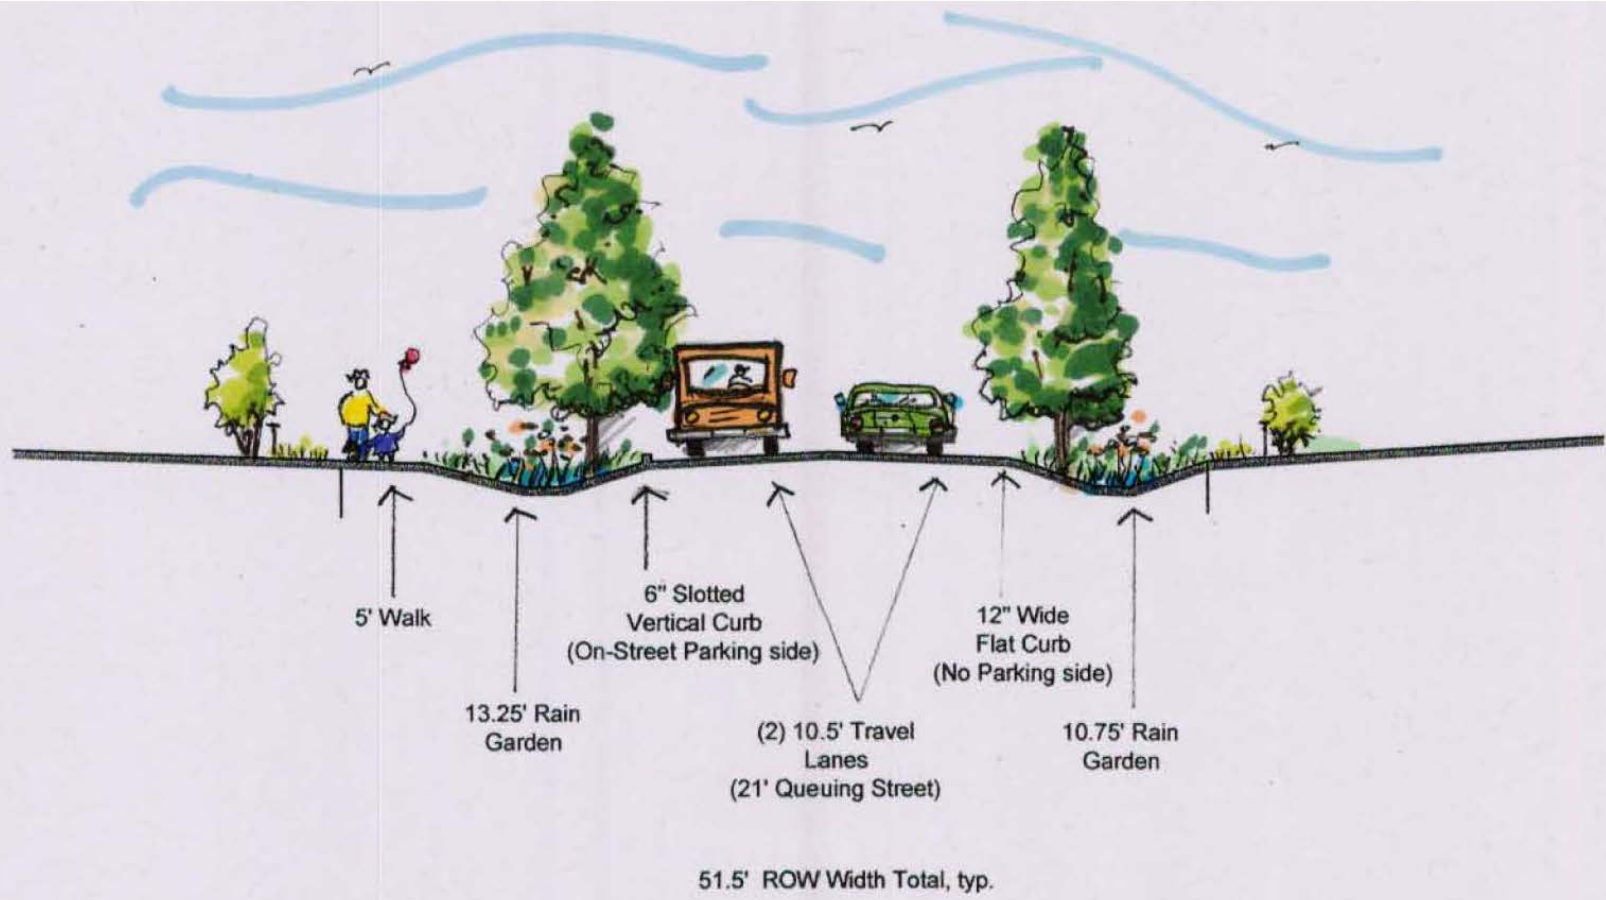 5' Walk
6" Slotted
Vertical Curb
(On-Street Parking side)
12" Wide
Flat Curb
(No Parking side)
13.25' Rain
Garden
(2) 10.5' Travel
Lanes
(21' Queuing Street)
10.75' Rain
Garden
51.5' ROW Width Total, typ.